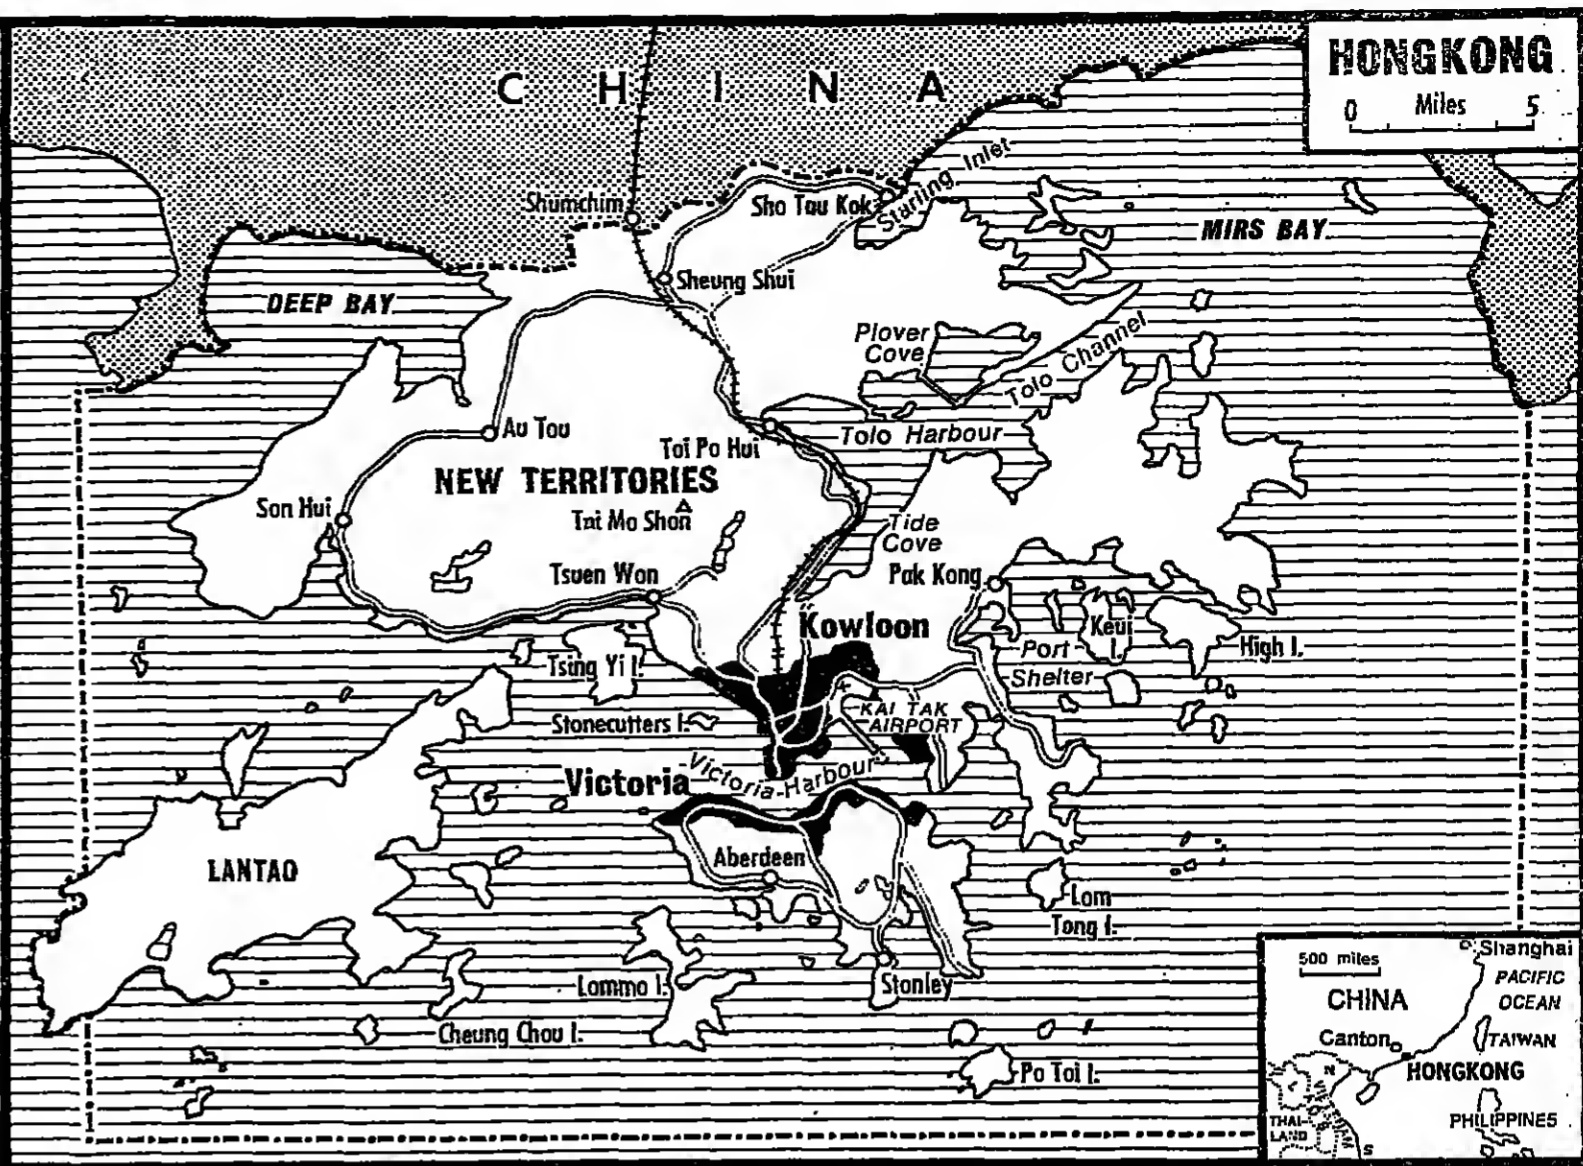 HONGKONG
0 Miles 5
CHINA
Shumchim
Sha Tau Kok
Starling Inlet
MIRS BAY
Sheung Shui
DEEP BAY
Plover
Cove
Tolo Channel
Au Tau
Tai Po Hui
Tolo Harbour
NEW TERRITORIES
San Hui
Tai Mo Shan
Tide
Cove
Tsuen Wan
Pak Kong
Kowloon
Keui
I.
Port
Shelter
High I.
Tsing Yi I.
Stonecutters I.
KAI TAK
AIRPORT
Victoria
Victoria Harbour
LANTAO
Aberdeen
Lam
Tong I.
Lamma I.
Stanley
Cheung Chau I.
Po Toi I.
500 miles
Shanghai
PACIFIC
OCEAN
CHINA
Canton
TAIWAN
HONGKONG
N
PHILIPPINES
THAI-
LAND
S